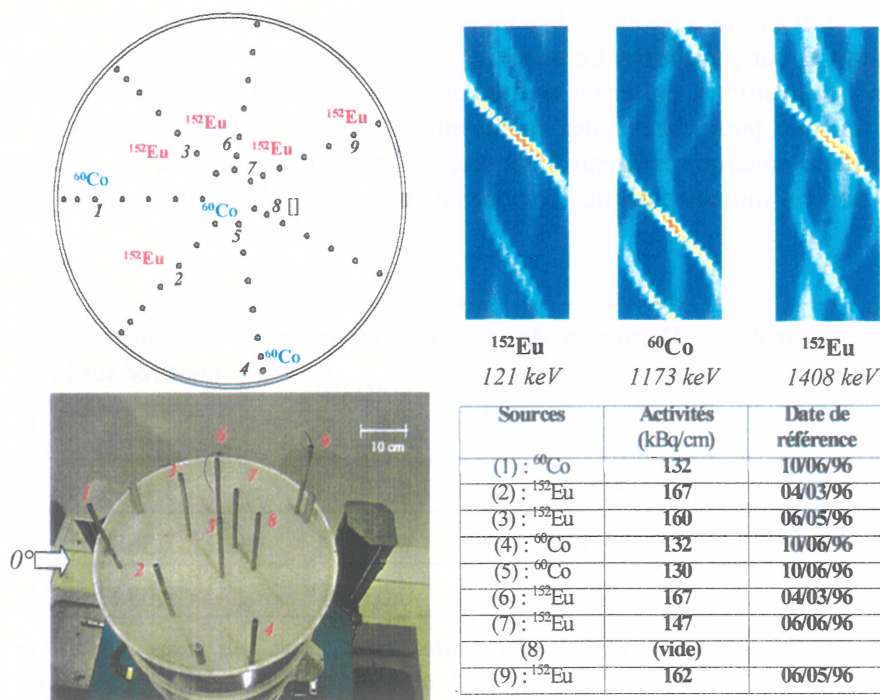 ¹⁵²Eu
¹⁵²Eu
6
¹⁵²Eu
3
¹⁵²Eu
9
7
⁶⁰Co
1
⁶⁰Co
8 []
5
¹⁵²Eu
2
⁶⁰Co
4
¹⁵²Eu
121 keV
⁶⁰Co
1173 keV
¹⁵²Eu
1408 keV
10 cm
6
9
3
7
1
5
8
0°
2
4
Sources Activités (kBq/cm) Date de référence
(1) : ⁶⁰Co 132 10/06/96
(2) : ¹⁵²Eu 167 04/03/96
(3) : ¹⁵²Eu 160 06/05/96
(4) : ⁶⁰Co 132 10/06/96
(5) : ⁶⁰Co 130 10/06/96
(6) : ¹⁵²Eu 167 04/03/96
(7) : ¹⁵²Eu 147 06/06/96
(8) (vide)
(9) : ¹⁵²Eu 162 06/05/96